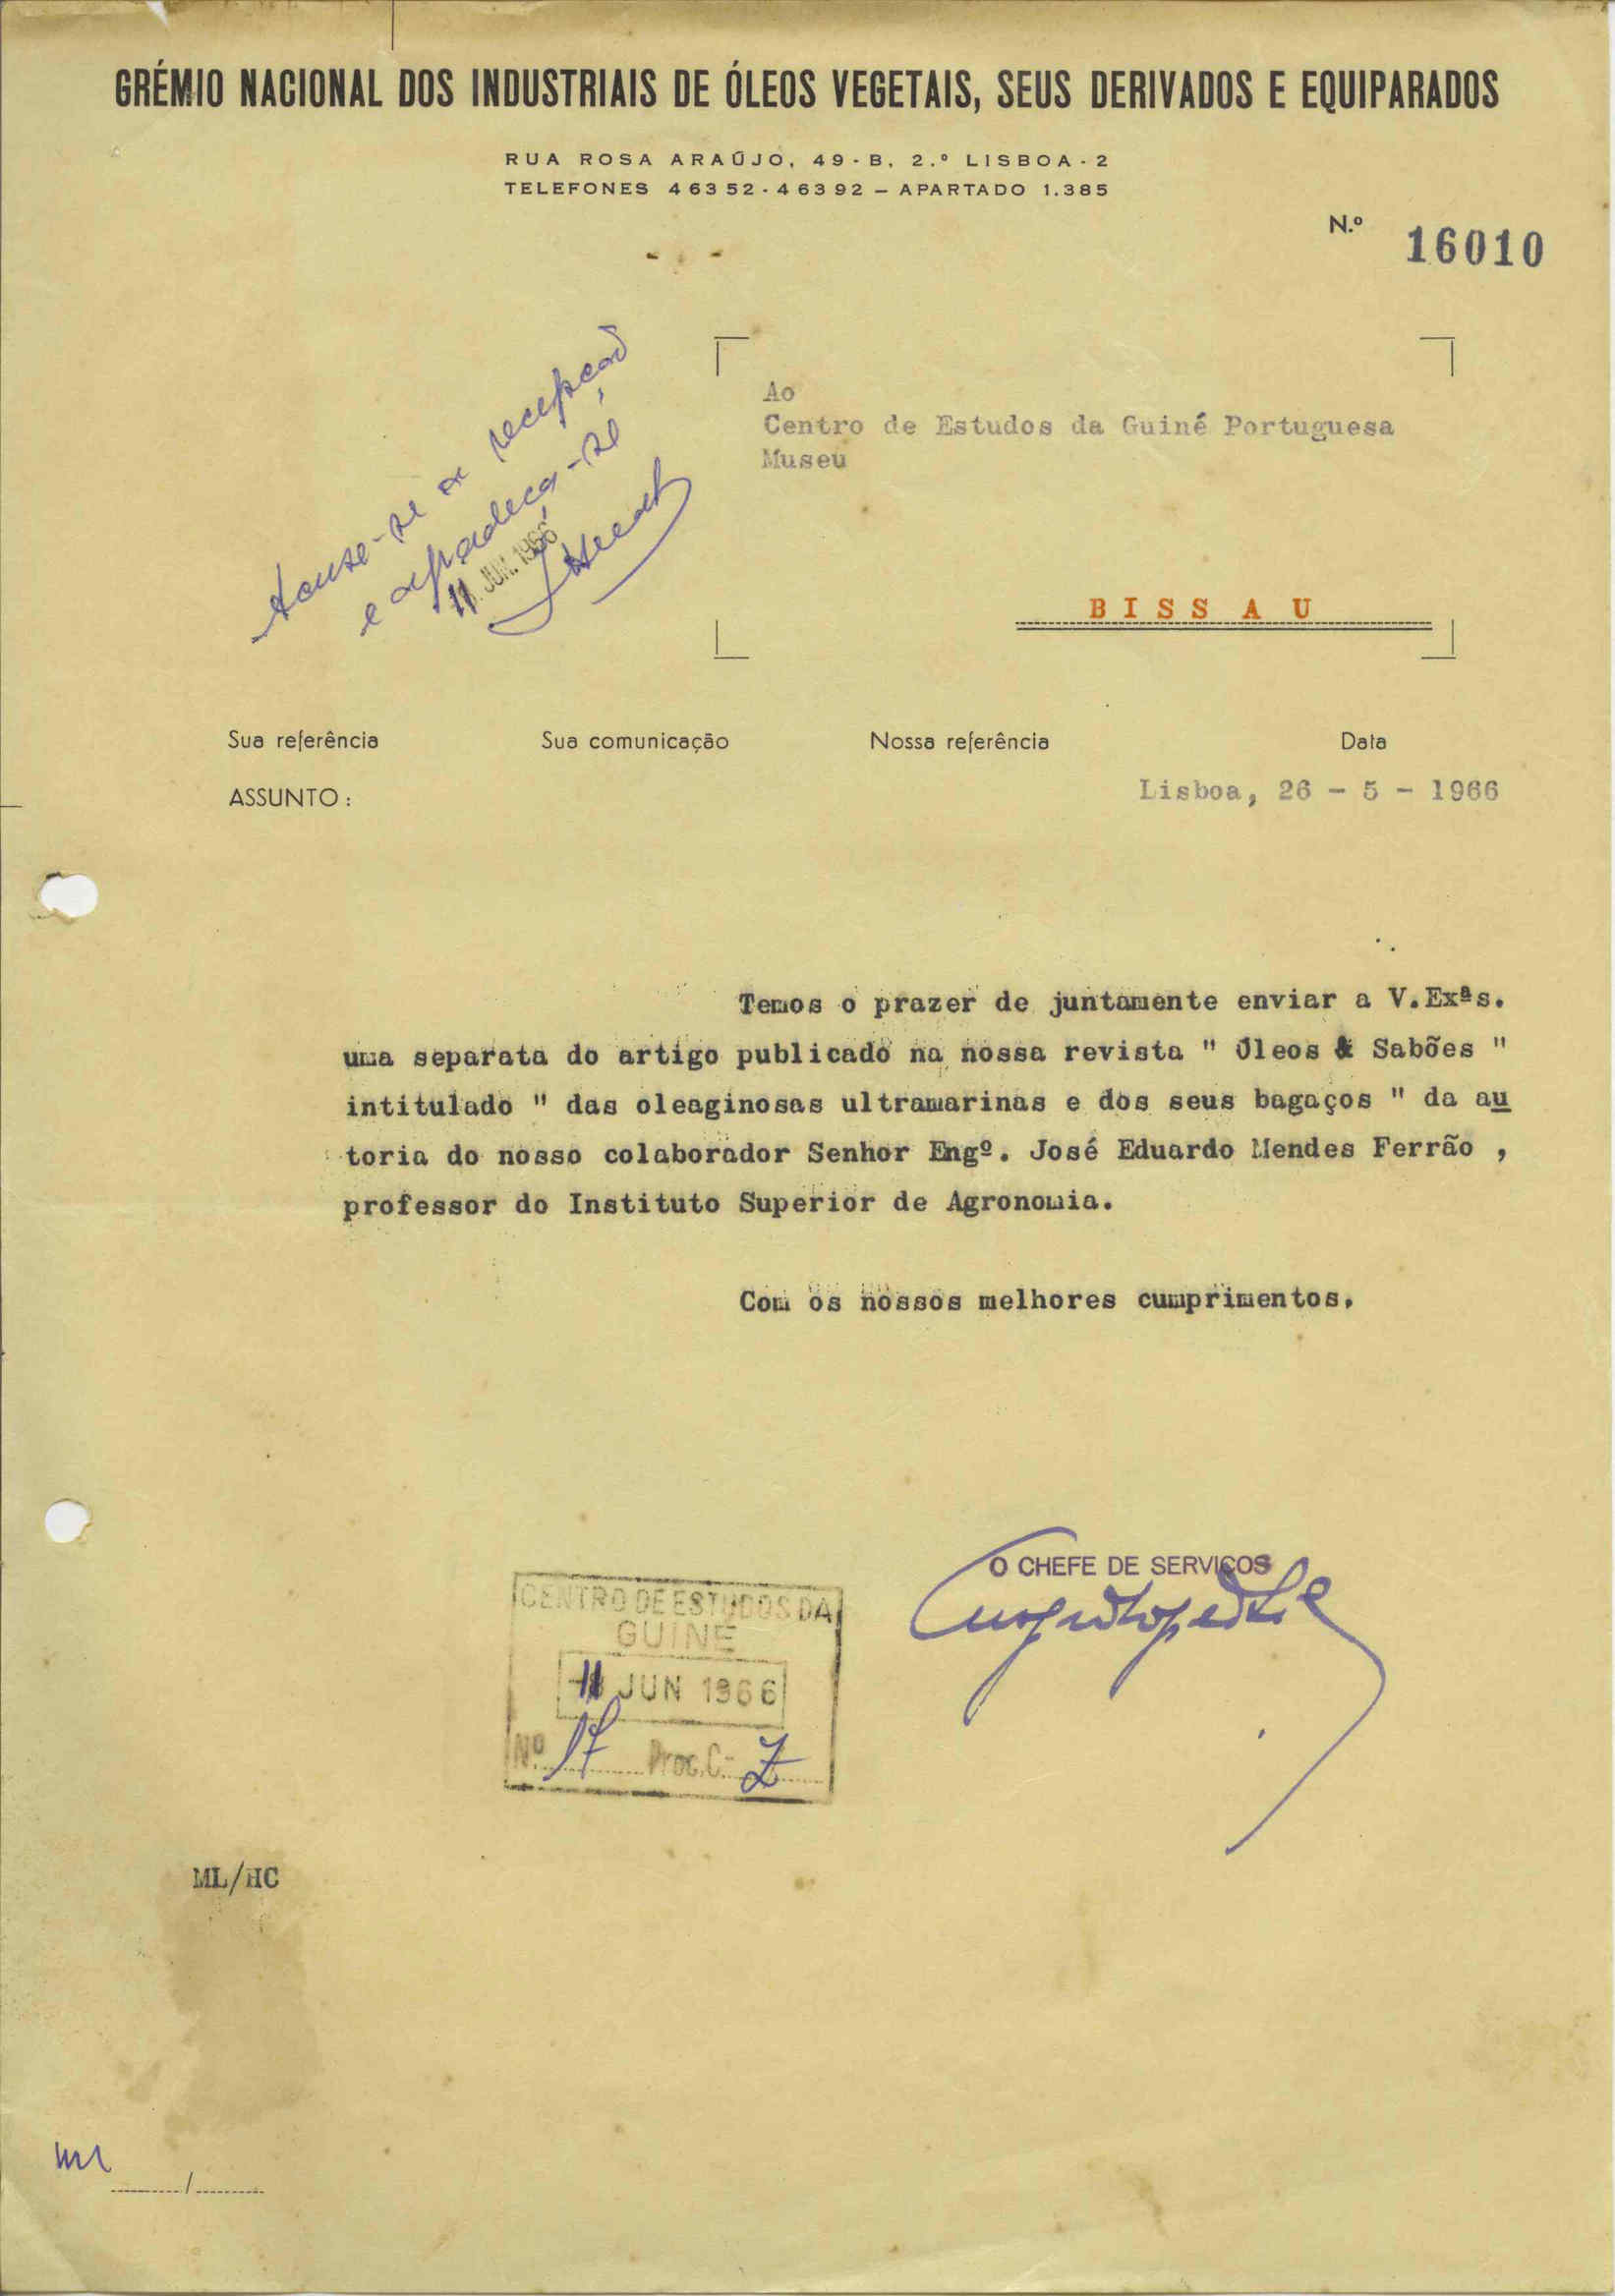 GRÉMIO NACIONAL DOS INDUSTRIAIS DE ÓLEOS VEGETAIS, SEUS DERIVADOS E EQUIPARADOS
RUA ROSA ARAÚJO, 49-B, 2.º LISBOA-2
TELEFONES 46352-46392 — APARTADO 1.385
N.º 16010
Acuse-se a recepção
e agradeça-se
11 JUN. 1966
Ao
Centro de Estudos da Guiné Portuguesa
Museu
BISSAU
Sua referência Sua comunicação Nossa referência Data
ASSUNTO: Lisboa, 26 - 5 - 1966
Temos o prazer de juntamente enviar a V.Exªs.
uma separata do artigo publicado na nossa revista " Óleos & Sabões "
intitulado " das oleaginosas ultramarinas e dos seus bagaços " da au
toria do nosso colaborador Senhor Engº. José Eduardo Mendes Ferrão ,
professor do Instituto Superior de Agronomia.
Com os nossos melhores cumprimentos.
O CHEFE DE SERVIÇOS
CENTRO DE ESTUDOS DA
GUINÉ
11 JUN 1966
Nº 17 Proc. C- 7
ML/HC